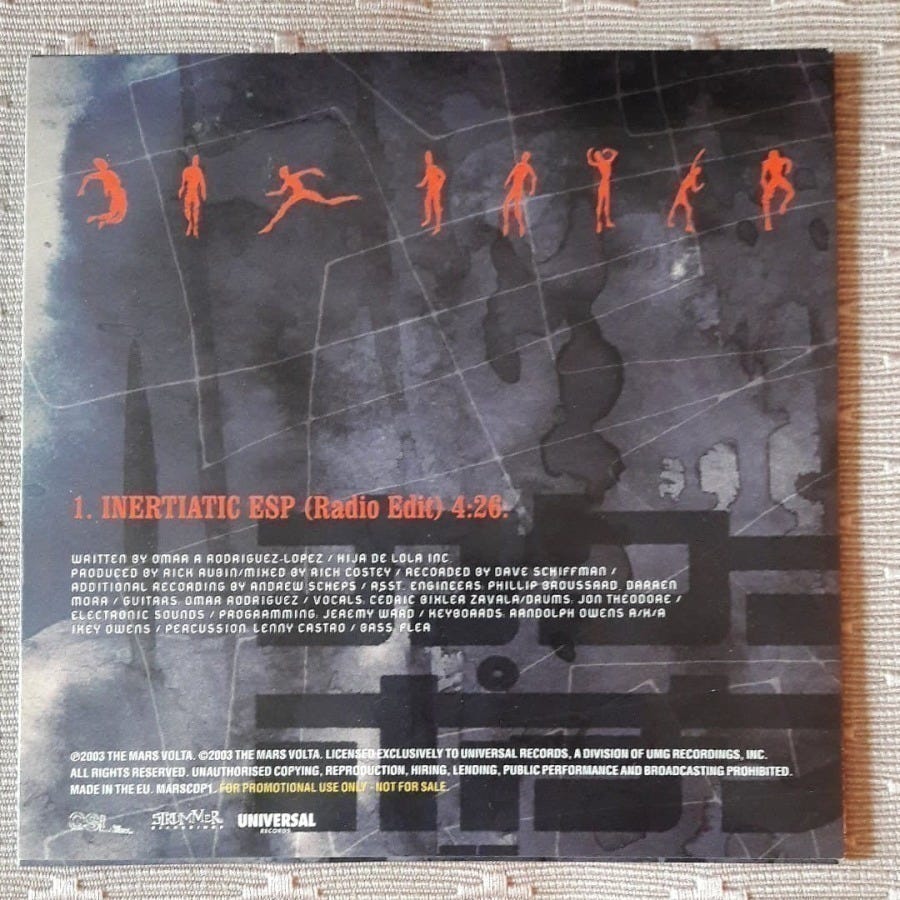 1. INERTIATIC ESP (Radio Edit) 4:26.
WRITTEN BY OMAR A RODRIGUEZ-LOPEZ / HIJA DE LOLA INC.
PRODUCED BY RICK RUBIN/MIXED BY RICH COSTEY / RECORDED BY DAVE SCHIFFMAN /
ADDITIONAL RECORDING BY ANDREW SCHEPS / ASST. ENGINEERS. PHILLIP BROUSSARD, DARREN
MORA / GUITARS. OMAR RODRIGUEZ / VOCALS. CEDRIC BIXLER ZAVALA/DRUMS. JON THEODORE /
ELECTRONIC SOUNDS / PROGRAMMING. JEREMY WARD / KEYBOARDS. RANDOLPH OWENS A/K/A
IKEY OWENS / PERCUSSION. LENNY CASTRO / BASS. FLEA
℗2003 THE MARS VOLTA. ©2003 THE MARS VOLTA. LICENSED EXCLUSIVELY TO UNIVERSAL RECORDS, A DIVISION OF UMG RECORDINGS, INC.
ALL RIGHTS RESERVED. UNAUTHORISED COPYING, REPRODUCTION, HIRING, LENDING, PUBLIC PERFORMANCE AND BROADCASTING PROHIBITED.
MADE IN THE EU. MARSCDP1. FOR PROMOTIONAL USE ONLY - NOT FOR SALE.
GSL STRUMMER RECORDINGS UNIVERSAL RECORDS